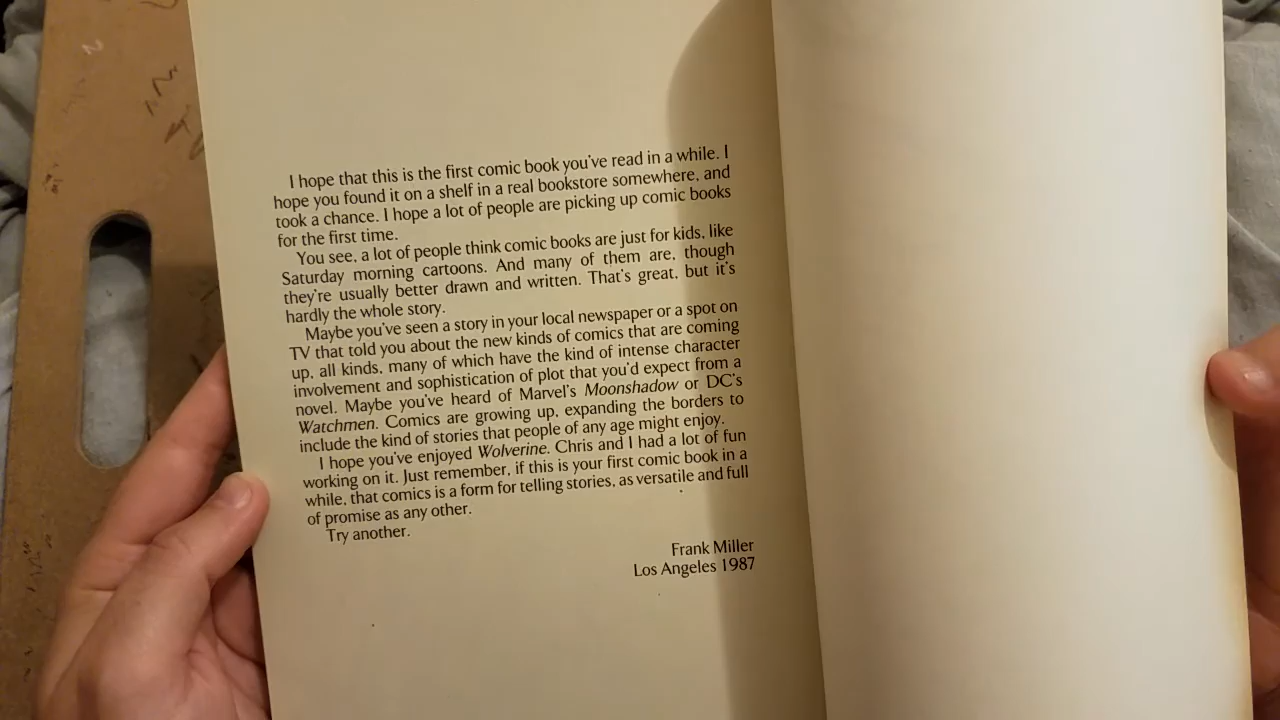 I hope that this is the first comic book you've read in a while. I
hope you found it on a shelf in a real bookstore somewhere, and
took a chance. I hope a lot of people are picking up comic books
for the first time.
You see, a lot of people think comic books are just for kids, like
Saturday morning cartoons. And many of them are, though
they're usually better drawn and written. That's great, but it's
hardly the whole story.
Maybe you've seen a story in your local newspaper or a spot on
TV that told you about the new kinds of comics that are coming
up, all kinds, many of which have the kind of intense character
involvement and sophistication of plot that you'd expect from a
novel. Maybe you've heard of Marvel's Moonshadow or DC's
Watchmen. Comics are growing up, expanding the borders to
include the kind of stories that people of any age might enjoy.
I hope you've enjoyed Wolverine. Chris and I had a lot of fun
working on it. Just remember, if this is your first comic book in a
while, that comics is a form for telling stories, as versatile and full
of promise as any other.
Try another.
Frank Miller
Los Angeles 1987